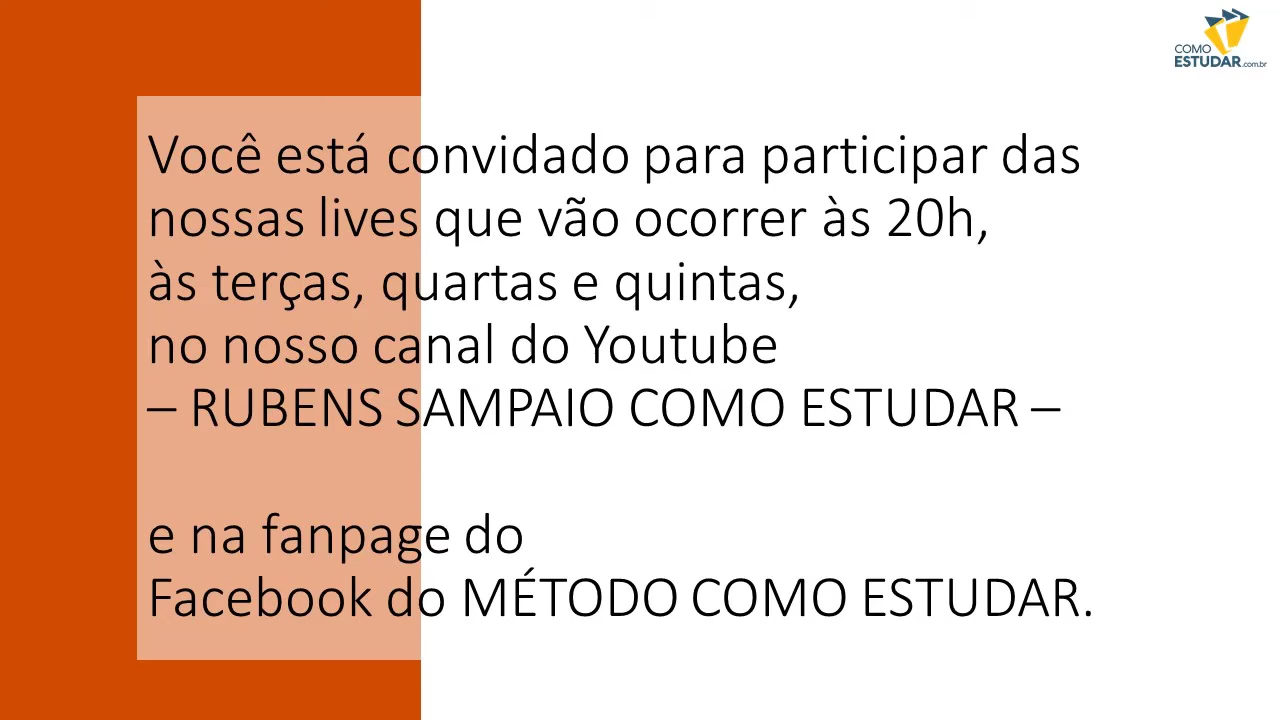 COMO
ESTUDAR.com.br
Você está convidado para participar das
nossas lives que vão ocorrer às 20h,
às terças, quartas e quintas,
no nosso canal do Youtube
– RUBENS SAMPAIO COMO ESTUDAR –
e na fanpage do
Facebook do MÉTODO COMO ESTUDAR.